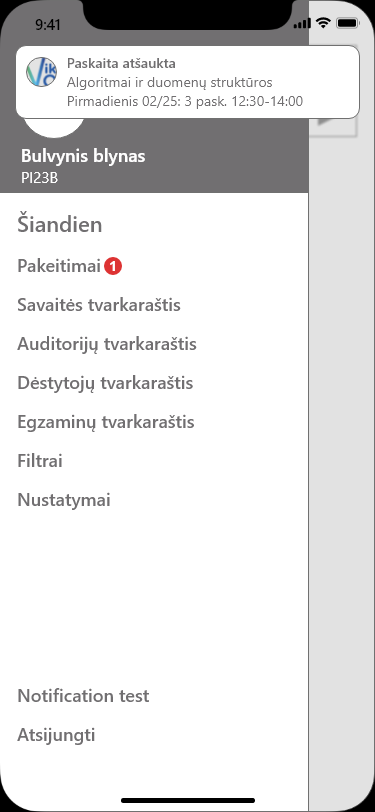 9:41
Paskaita atšaukta
Algoritmai ir duomenų struktūros
Pirmadienis 02/25: 3 pask. 12:30-14:00
Bulvynis blynas
PI23B
Šiandien
Pakeitimai 1
Savaitės tvarkaraštis
Auditorijų tvarkaraštis
Dėstytojų tvarkaraštis
Egzaminų tvarkaraštis
Filtrai
Nustatymai
Notification test
Atsijungti